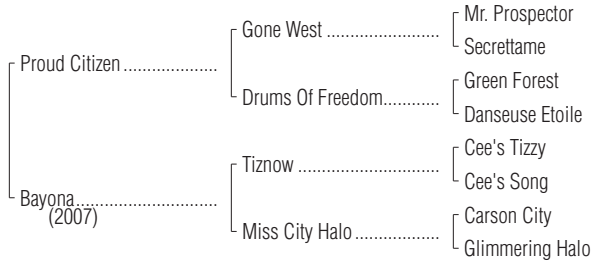 Mr. Prospector
Gone West
Secrettame
Proud Citizen
Green Forest
Drums Of Freedom
Danseuse Etoile
Cee's Tizzy
Tiznow
Cee's Song
Bayona
(2007)
Carson City
Miss City Halo
Glimmering Halo